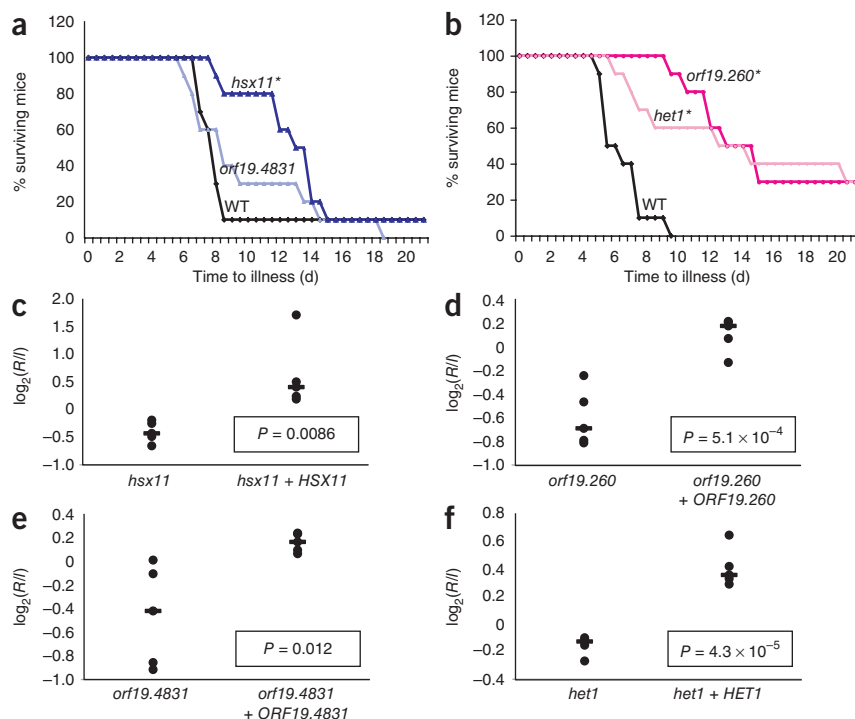 a
120
100
80
60
40
20
0
% surviving mice
hsx11*
orf19.4831
WT
0 2 4 6 8 10 12 14 16 18 20
Time to illness (d)
b
120
100
80
60
40
20
0
% surviving mice
orf19.260*
het1*
WT
0 2 4 6 8 10 12 14 16 18 20
Time to illness (d)
c
2.0
1.5
1.0
0.5
0
–0.5
–1.0
log2(R/I)
P = 0.0086
hsx11
hsx11 + HSX11
d
0.4
0.2
0
–0.2
–0.4
–0.6
–0.8
–1.0
log2(R/I)
P = 5.1 × 10–4
orf19.260
orf19.260
+ ORF19.260
e
0.4
0.2
0
–0.2
–0.4
–0.6
–0.8
–1.0
log2(R/I)
P = 0.012
orf19.4831
orf19.4831
+ ORF19.4831
f
0.8
0.6
0.4
0.2
0
–0.2
–0.4
log2(R/I)
P = 4.3 × 10–5
het1
het1 + HET1